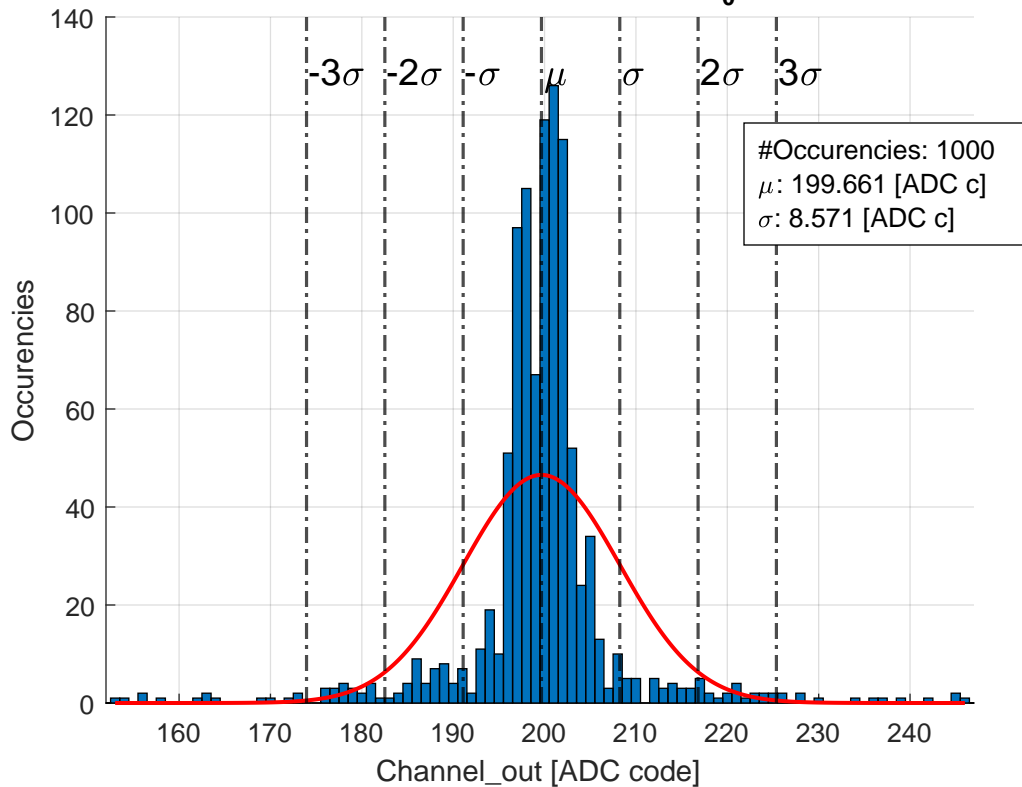 140
120
100
80
60
40
20
0
-3σ -2σ -σ μ σ 2σ 3σ
#Occurencies: 1000
μ: 199.661 [ADC c]
σ: 8.571 [ADC c]
Occurencies
160 170 180 190 200 210 220 230 240
Channel_out [ADC code]